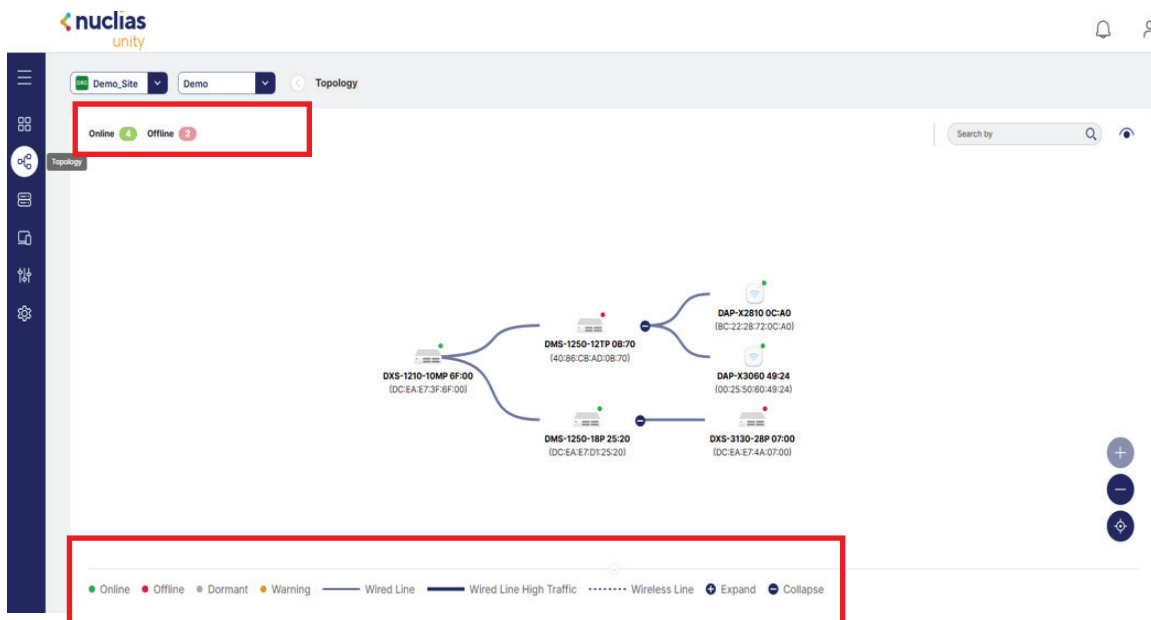 nuclias
unity
DRG Demo_Site Demo Topology
Online 4 Offline 2 Search by
Topology
DAP-X2810 0C:A0
(BC:22:28:72:0C:A0)
DMS-1250-12TP 0B:70
(40:86:CB:AD:0B:70)
DXS-1210-10MP 6F:00
(DC:EA:E7:3F:6F:00)
DAP-X3060 49:24
(00:25:50:60:49:24)
DMS-1250-18P 25:20
(DC:EA:E7:D1:25:20)
DXS-3130-28P 07:00
(DC:EA:E7:4A:07:00)
Online Offline Dormant Warning Wired Line Wired Line High Traffic Wireless Line Expand Collapse